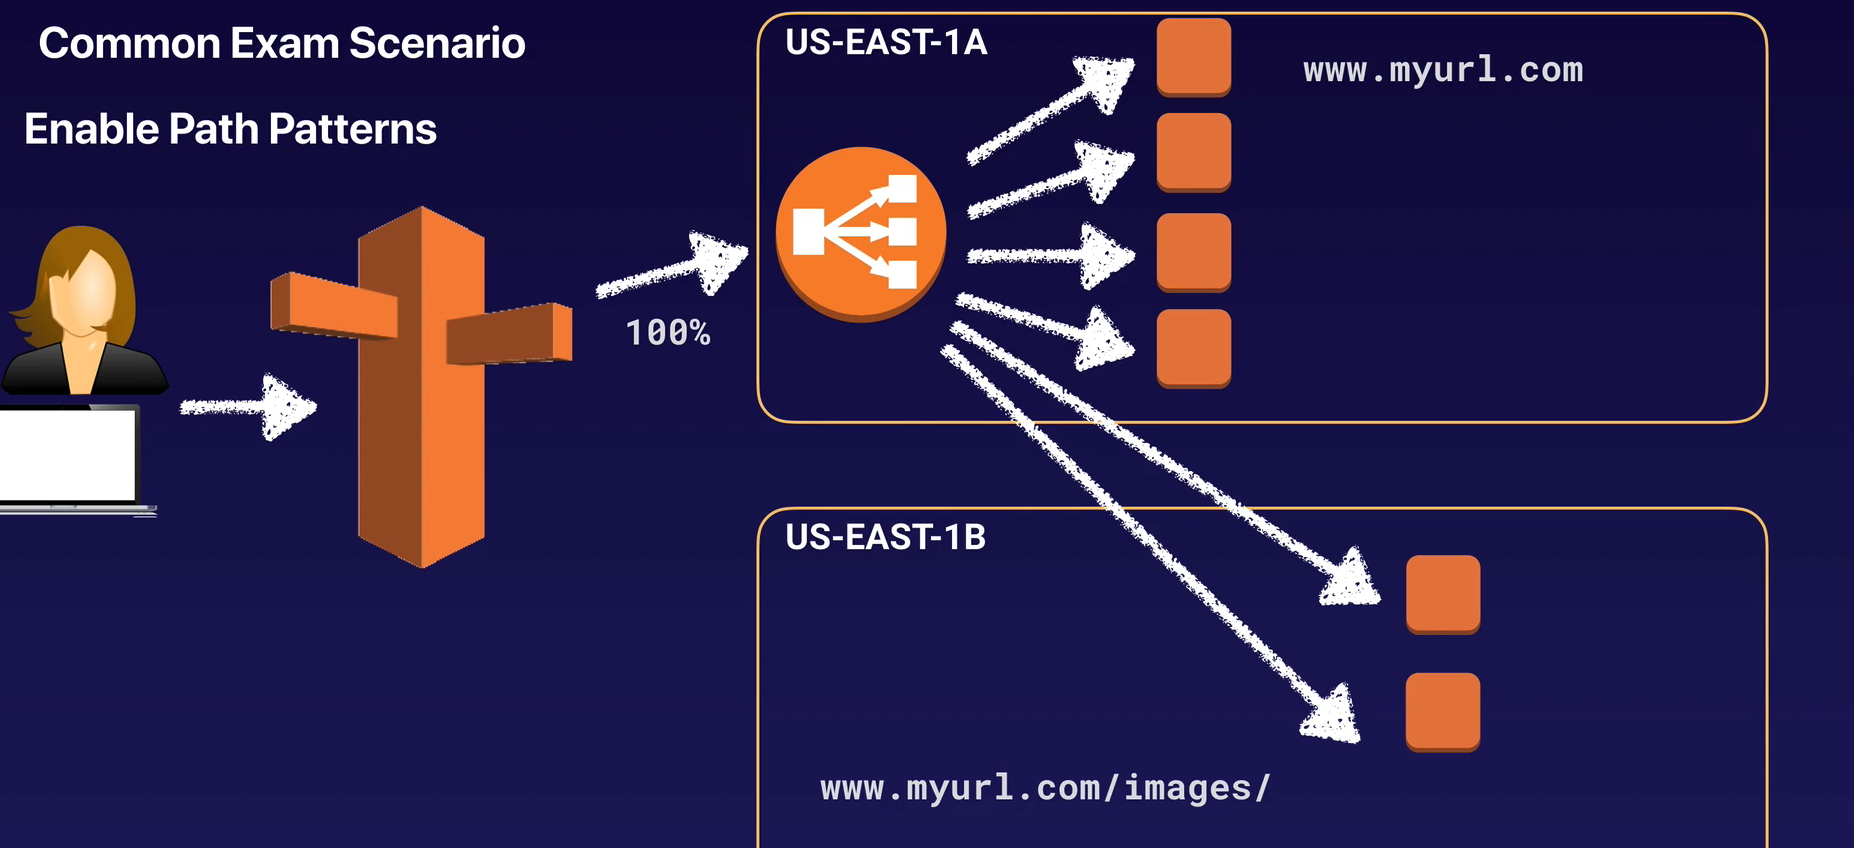 Common Exam Scenario
Enable Path Patterns
100%
US-EAST-1A
www.myurl.com
US-EAST-1B
www.myurl.com/images/